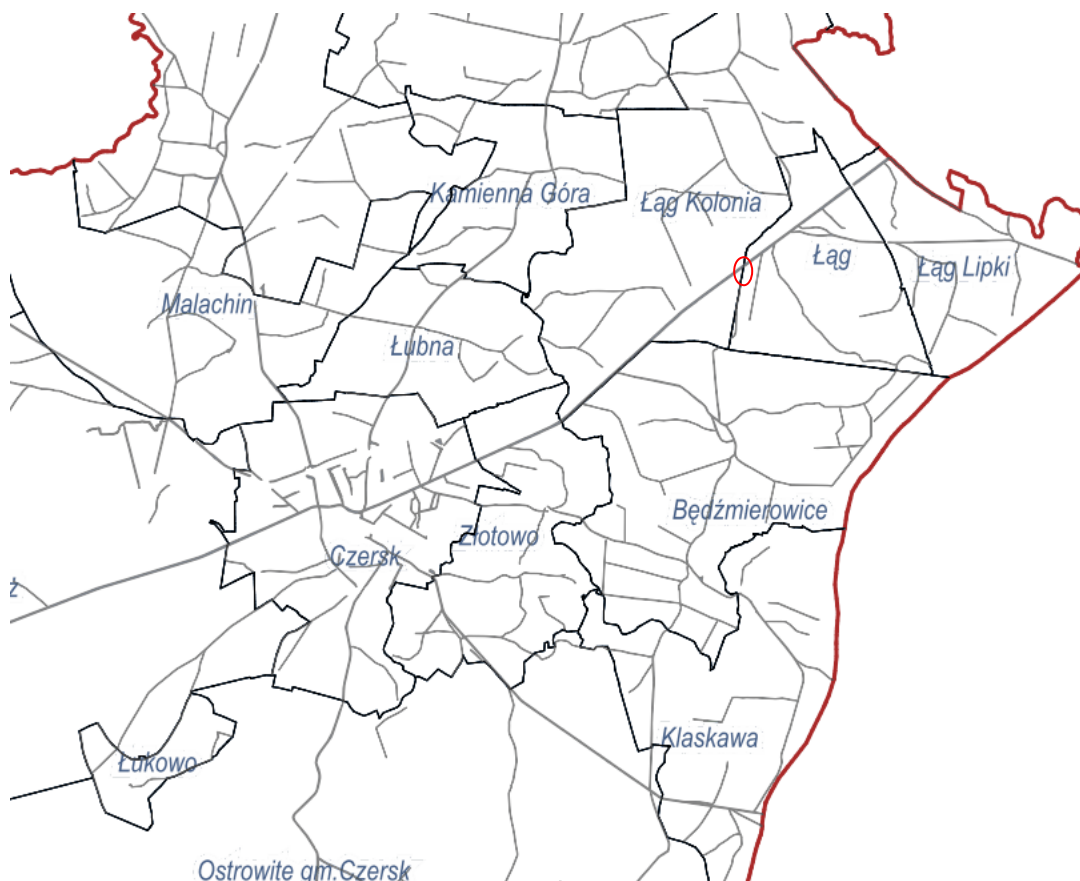 Kamienna Góra
Łąg Kolonia
Łąg
Łąg Lipki
Malachin
Łubna
Będźmierowice
Złotowo
Czersk
ż
Klaskawa
Łukowo
Ostrowite gm.Czersk